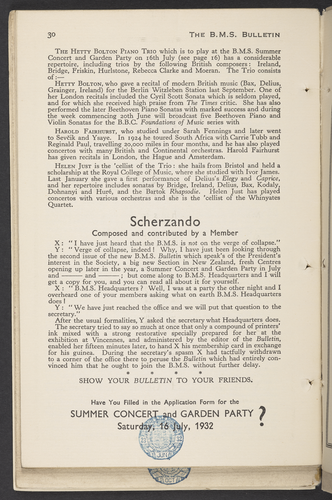 30 THE B.M.S. BULLETIN
THE HETTY BOLTON PIANO TRIO which is to play at the B.M.S. Summer
Concert and Garden Party on 16th July (see page 16) has a considerable
repertoire, including trios by the following British composers: Ireland,
Bridge, Friskin, Hurlstone, Rebecca Clarke and Moeran. The Trio consists
of:—
HETTY BOLTON, who gave a recital of modern British music (Bax, Delius,
Grainger, Ireland) for the Berlin Witzleben Station last September. One of
her London recitals included the Cyril Scott Sonata which is seldom played,
and for which she received high praise from The Times critic. She has also
performed the later Beethoven Piano Sonatas with marked success and during
the week commencing 20th June will broadcast five Beethoven Piano and
Violin Sonatas for the B.B.C. Foundations of Music series with
HAROLD FAIRHURST, who studied under Sarah Fennings and later went
to Sevčik and Ysaye. In 1924 he toured South Africa with Carrie Tubb and
Reginald Paul, travelling 20,000 miles in four months, and he has also played
concertos with many British and Continental orchestras. Harold Fairhurst
has given recitals in London, the Hague and Amsterdam.
HELEN JUST is the 'cellist of the Trio: she hails from Bristol and held a
scholarship at the Royal College of Music, where she studied with Ivor James.
Last January she gave a first performance of Delius's Elegy and Caprice,
and her repertoire includes sonatas by Bridge, Ireland, Delius, Bax, Kodaly,
Dohnanyi and Huré, and the Bartok Rhapsodie. Helen Just has played
concertos with various orchestras and she is the 'cellist of the Whinyates
Quartet.
Scherzando
Composed and contributed by a Member
X: "I have just heard that the B.M.S. is not on the verge of collapse."
Y: "Verge of collapse, indeed! Why, I have just been looking through
the second issue of the new B.M.S. Bulletin which speaks of the President's
interest in the Society, a big new Section in New Zealand, fresh Centres
opening up later in the year, a Summer Concert and Garden Party in July
and —— and ——; but come along to B.M.S. Headquarters and I will
get a copy for you, and you can read all about it for yourself.
X: "B.M.S. Headquarters? Well, I was at a party the other night and I
overheard one of your members asking what on earth B.M.S. Headquarters
does!
Y: "We have just reached the office and we will put that question to the
secretary."
After the usual formalities, Y asked the secretary what Headquarters does.
The secretary tried to say so much at once that only a compound of printers'
ink mixed with a strong restorative specially prepared for her at the
exhibition at Vincennes, and administered by the editor of the Bulletin,
enabled her fifteen minutes later, to hand X his membership card in exchange
for his guinea. During the secretary's spasm X had tactfully withdrawn
to a corner of the office there to peruse the Bulletin which had entirely con-
vinced him that he ought to join the B.M.S. without further delay.
* * * *
SHOW YOUR BULLETIN TO YOUR FRIENDS.
Have You Filled in the Application Form for the
SUMMER CONCERT and GARDEN PARTY ?
Saturday, 16 July, 1932